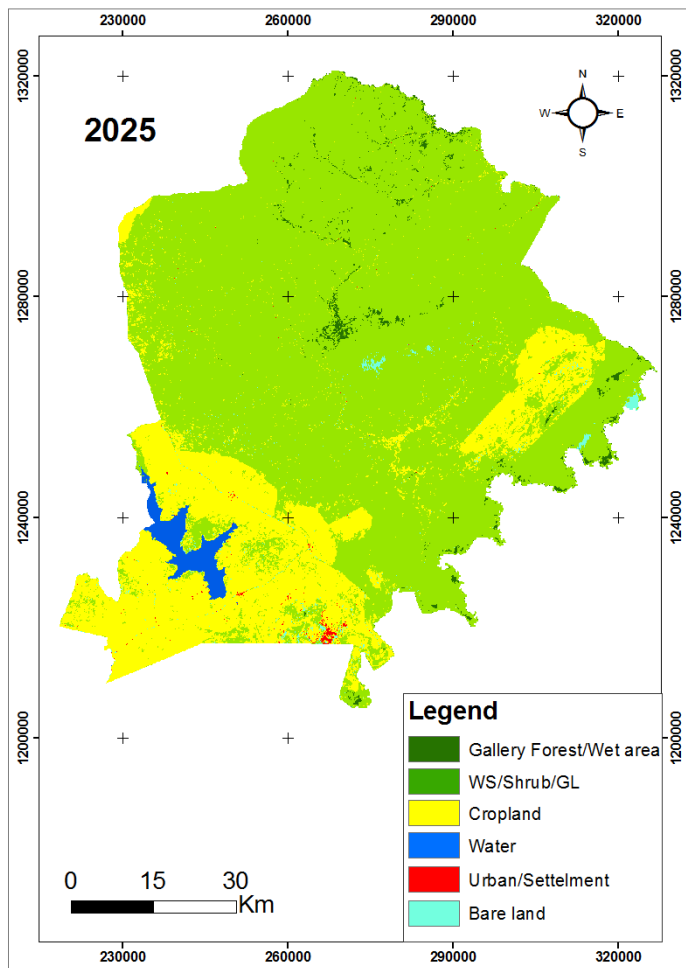 230000 260000 290000 320000
1320000
1320000
2025
N
W E
S
1280000
1280000
1240000
1240000
1200000
1200000
Legend
Gallery Forest/Wet area
WS/Shrub/GL
Cropland
Water
Urban/Settelment
Bare land
0 15 30
Km
230000 260000 290000 320000